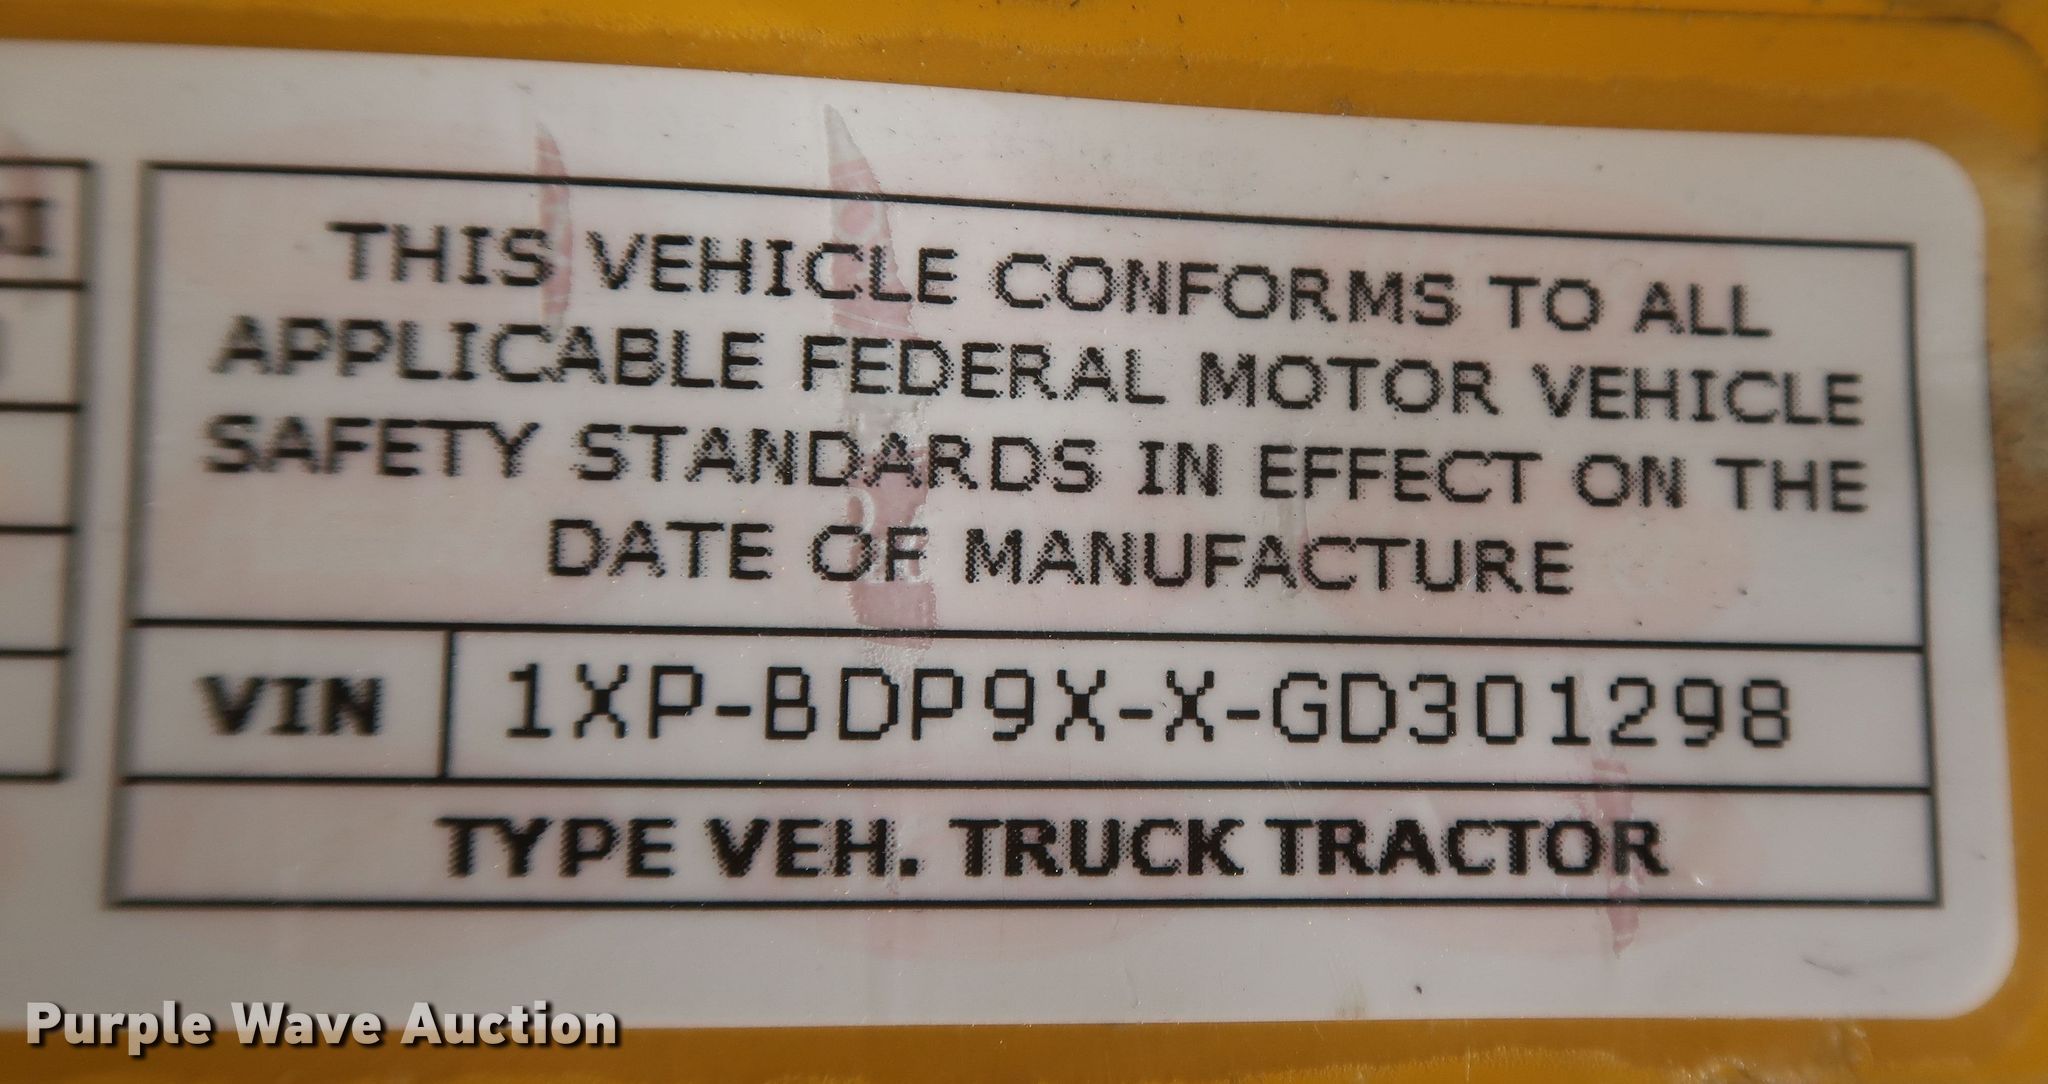 THIS VEHICLE CONFORMS TO ALL
APPLICABLE FEDERAL MOTOR VEHICLE
SAFETY STANDARDS IN EFFECT ON THE
DATE OF MANUFACTURE
VIN 1XP-BDP9X-X-GD301298
TYPE VEH. TRUCK TRACTOR
Purple Wave Auction